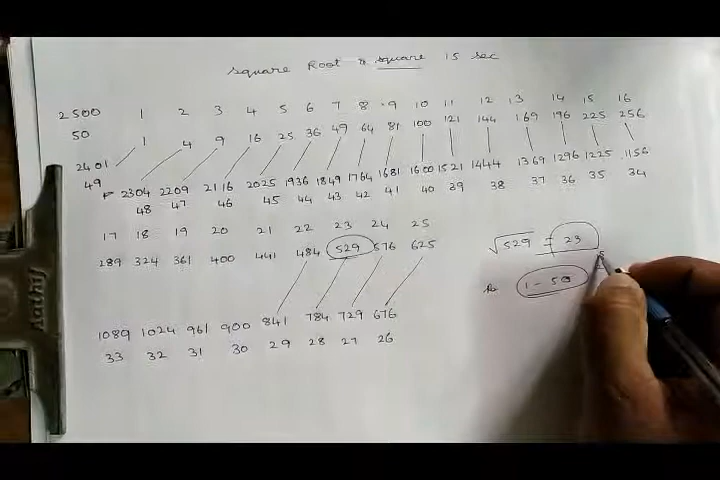 Square Root & square 15 sec
2500 1 2 3 4 5 6 7 8 9 10 11 12 13 14 15 16
50 1 4 9 16 25 36 49 64 81 100 121 144 169 196 225 256
2401 2304 2209 2116 2025 1936 1849 1764 1681 1600 1521 1444 1369 1296 1225 1156
49 48 47 46 45 44 43 42 41 40 39 38 37 36 35 34
17 18 19 20 21 22 23 24 25
289 324 361 400 441 484 529 576 625
√529 = 23
1 - 50
1089 1024 961 900 841 784 729 676
33 32 31 30 29 28 27 26